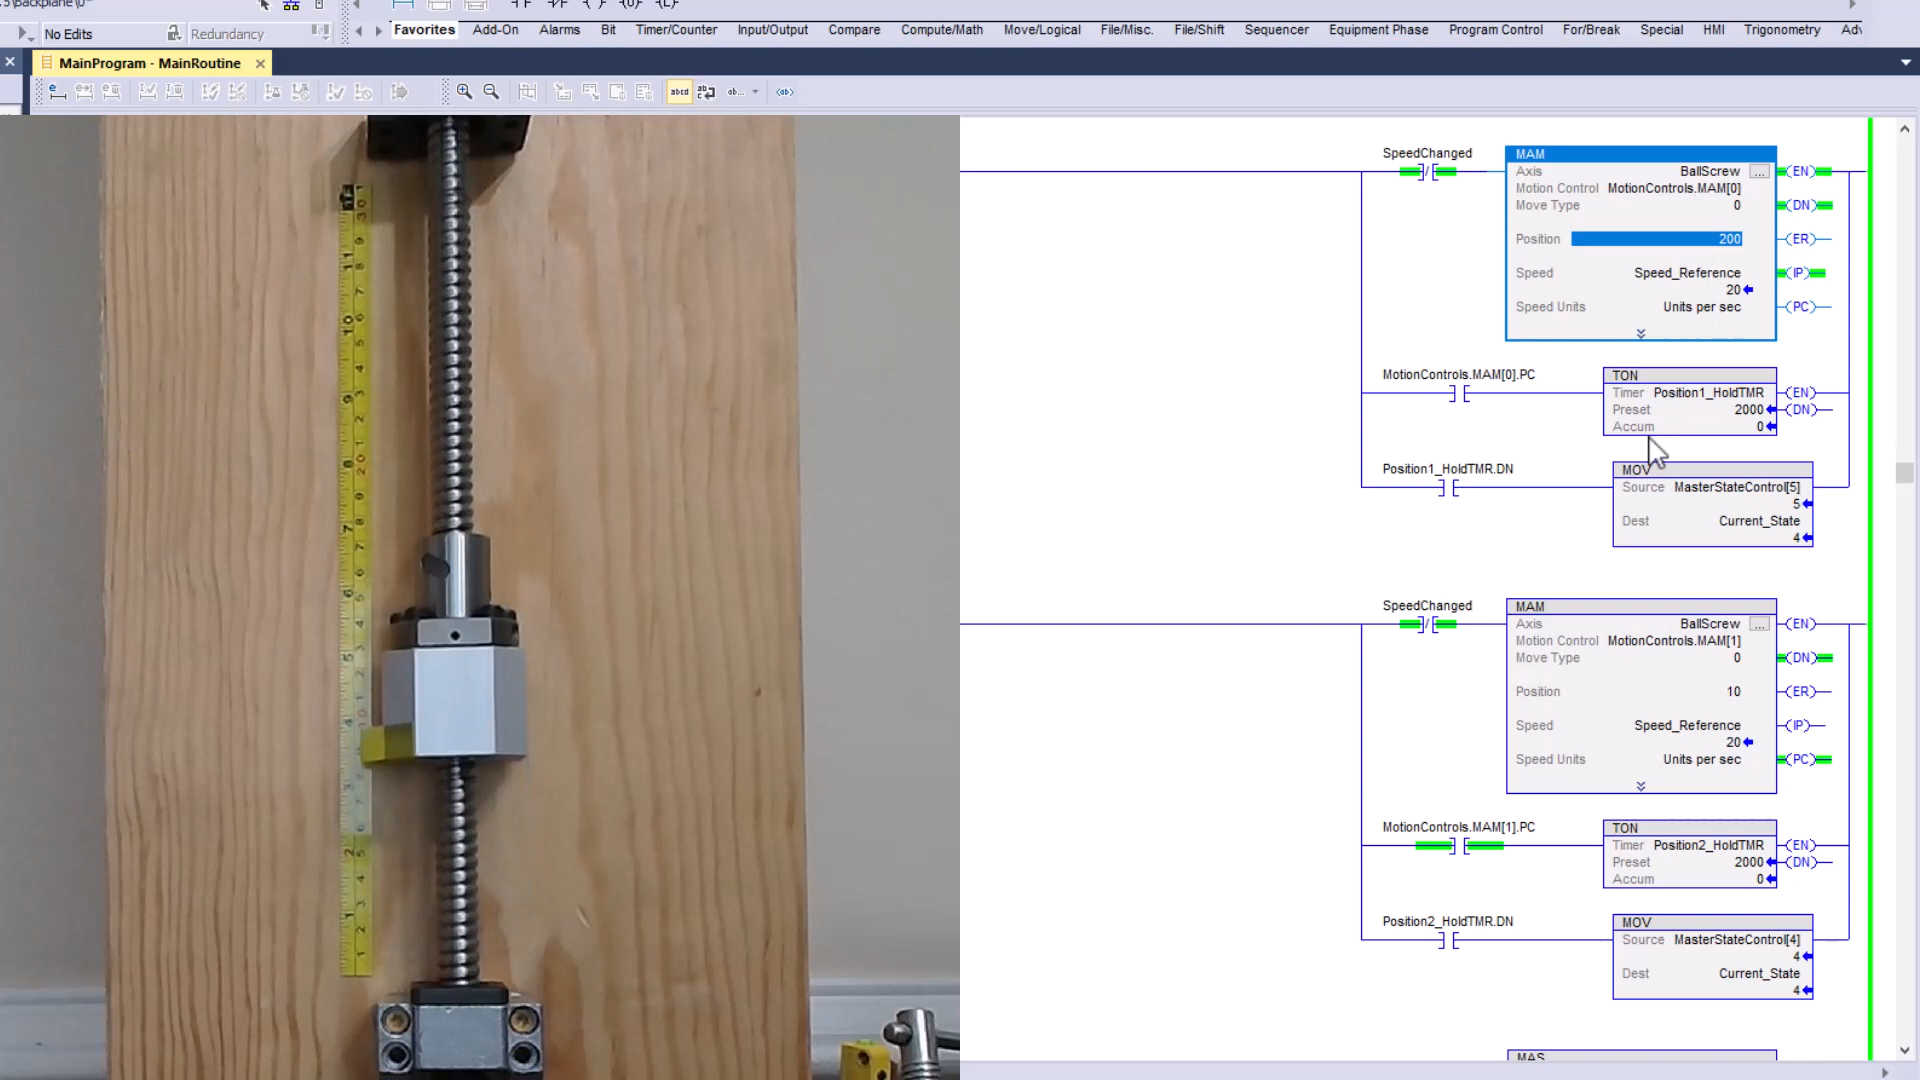 5\Backplane\0
No Edits
Redundancy
Favorites Add-On Alarms Bit Timer/Counter Input/Output Compare Compute/Math Move/Logical File/Misc. File/Shift Sequencer Equipment Phase Program Control For/Break Special HMI Trigonometry Adv
MainProgram - MainRoutine
SpeedChanged
MAM
Axis BallScrew ...
Motion Control MotionControls.MAM[0]
Move Type 0
Position 200
Speed Speed_Reference
20
Speed Units Units per sec
EN
DN
ER
IP
PC
MotionControls.MAM[0].PC
TON
Timer Position1_HoldTMR
Preset 2000
Accum 0
EN
DN
Position1_HoldTMR.DN
MOV
Source MasterStateControl[5]
5
Dest Current_State
4
SpeedChanged
MAM
Axis BallScrew ...
Motion Control MotionControls.MAM[1]
Move Type 0
Position 10
Speed Speed_Reference
20
Speed Units Units per sec
EN
DN
ER
IP
PC
MotionControls.MAM[1].PC
TON
Timer Position2_HoldTMR
Preset 2000
Accum 0
EN
DN
Position2_HoldTMR.DN
MOV
Source MasterStateControl[4]
4
Dest Current_State
4
MAS